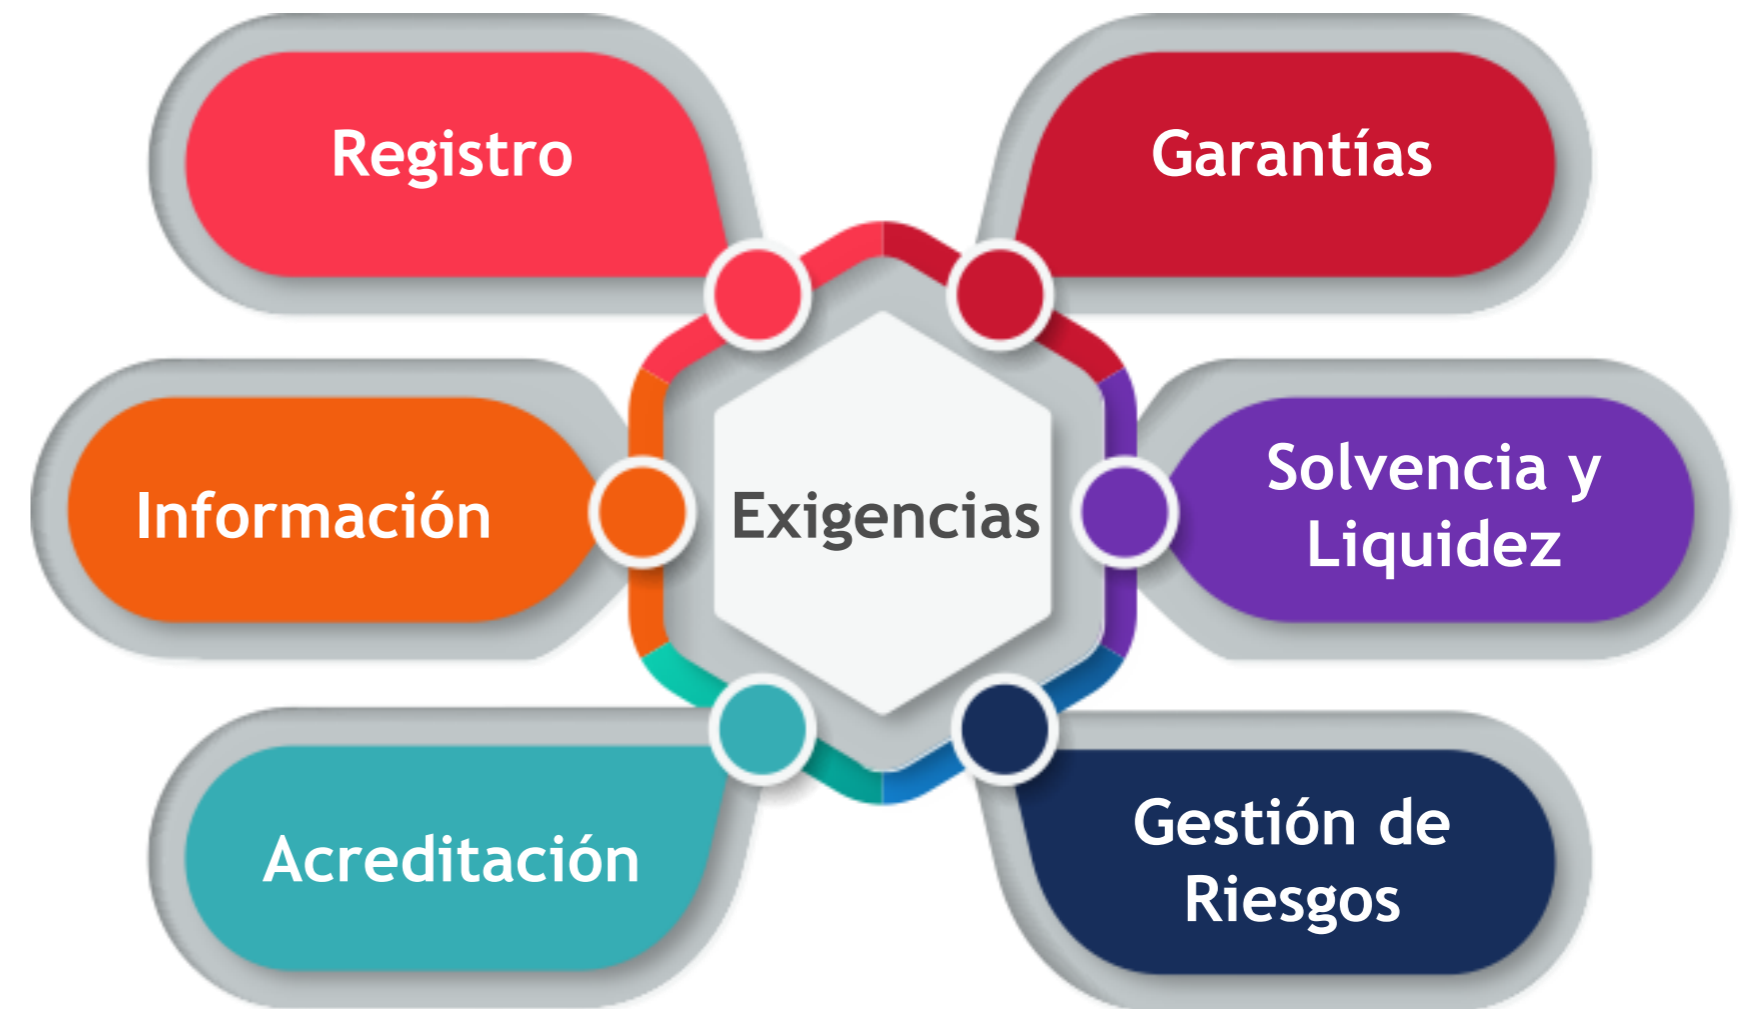 Registro
Garantías
Información
Exigencias
Solvencia y
Liquidez
Acreditación
Gestión de
Riesgos